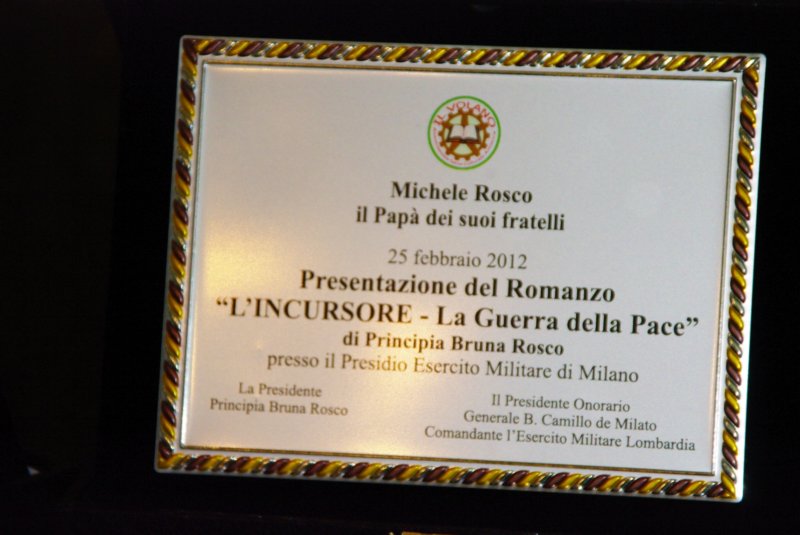 IL VOLANO
Michele Rosco
il Papà dei suoi fratelli
25 febbraio 2012
Presentazione del Romanzo
“L’INCURSORE - La Guerra della Pace”
di Principia Bruna Rosco
presso il Presidio Esercito Militare di Milano
La Presidente
Principia Bruna Rosco
Il Presidente Onorario
Generale B. Camillo de Milato
Comandante l’Esercito Militare Lombardia